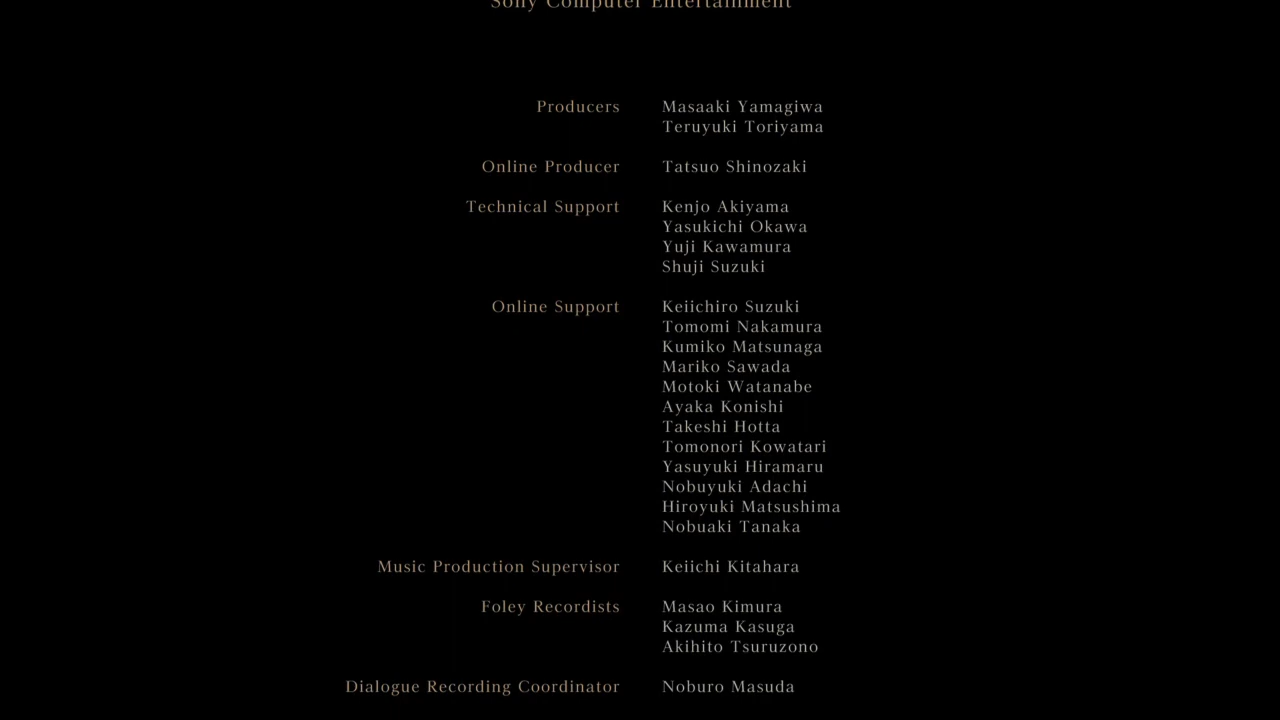 Sony Computer Entertainment
Producers Masaaki Yamagiwa
Teruyuki Toriyama
Online Producer Tatsuo Shinozaki
Technical Support Kenjo Akiyama
Yasukichi Okawa
Yuji Kawamura
Shuji Suzuki
Online Support Keiichiro Suzuki
Tomomi Nakamura
Kumiko Matsunaga
Mariko Sawada
Motoki Watanabe
Ayaka Konishi
Takeshi Hotta
Tomonori Kowatari
Yasuyuki Hiramaru
Nobuyuki Adachi
Hiroyuki Matsushima
Nobuaki Tanaka
Music Production Supervisor Keiichi Kitahara
Foley Recordists Masao Kimura
Kazuma Kasuga
Akihito Tsuruzono
Dialogue Recording Coordinator Noburo Masuda